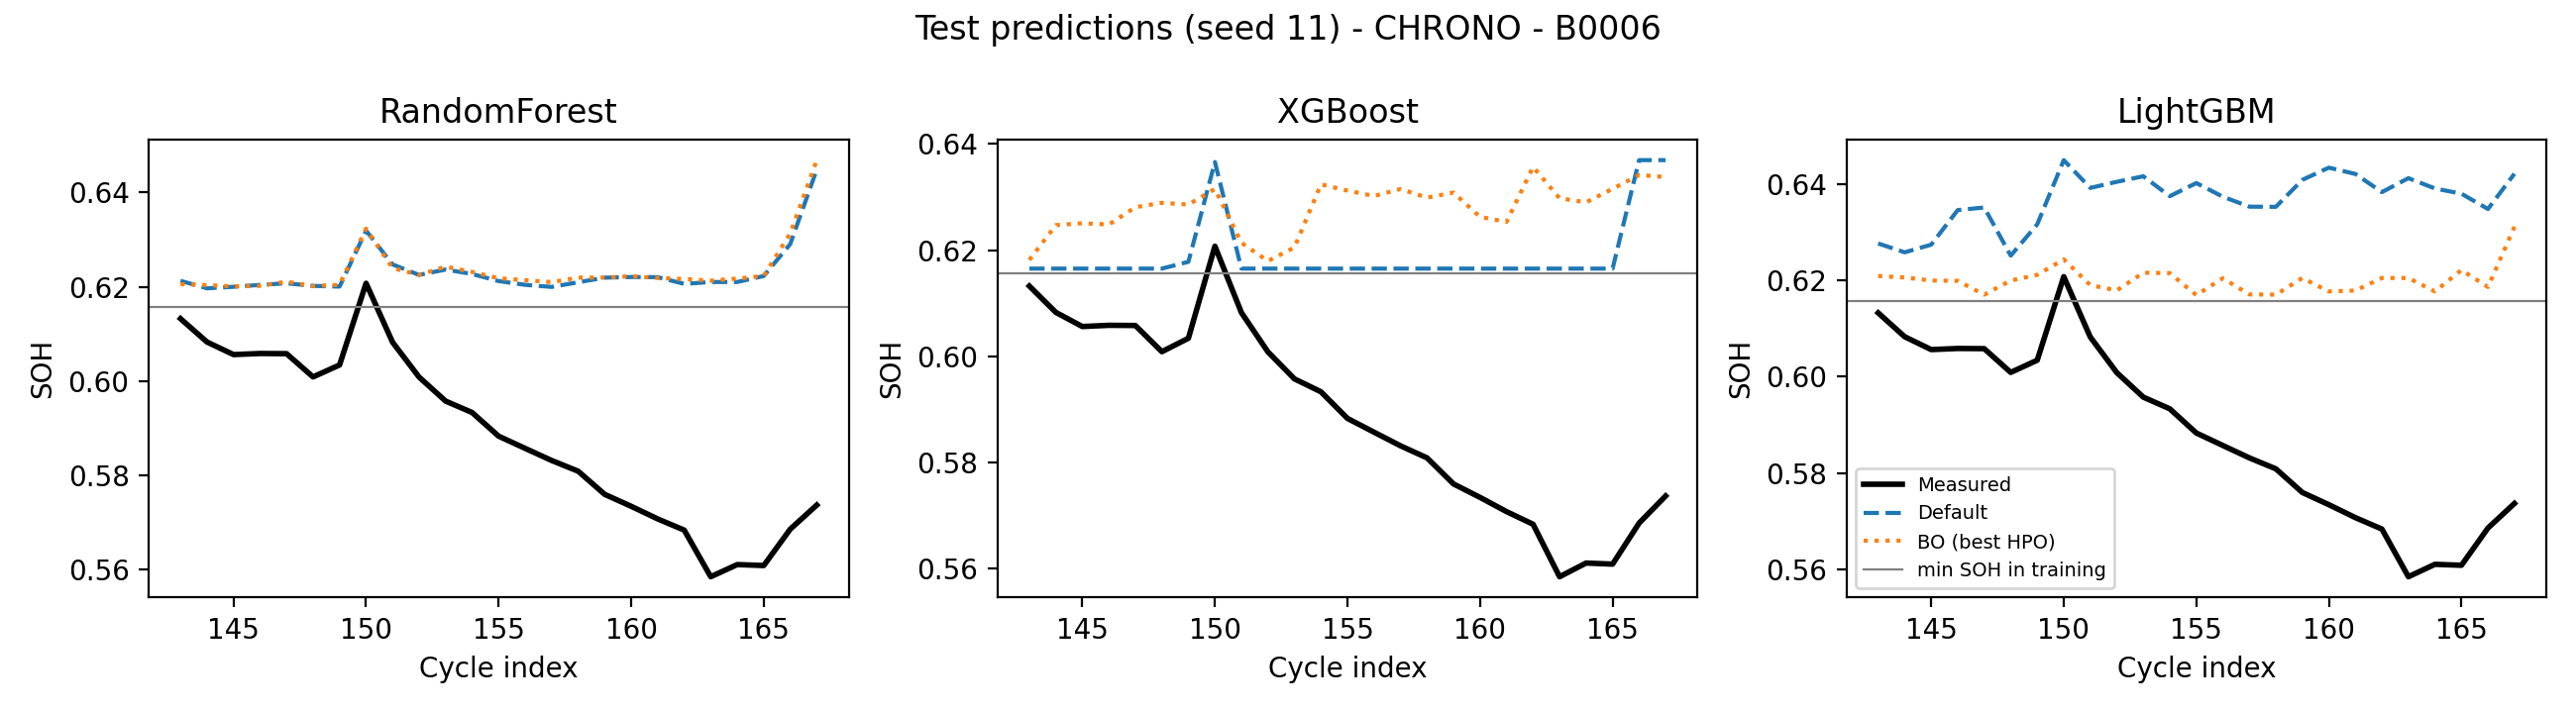 Test predictions (seed 11) - CHRONO - B0006
RandomForest
SOH
0.64
0.62
0.60
0.58
0.56
145 150 155 160 165
Cycle index
XGBoost
SOH
0.64
0.62
0.60
0.58
0.56
145 150 155 160 165
Cycle index
LightGBM
SOH
0.64
0.62
0.60
0.58
0.56
Measured
Default
BO (best HPO)
min SOH in training
145 150 155 160 165
Cycle index